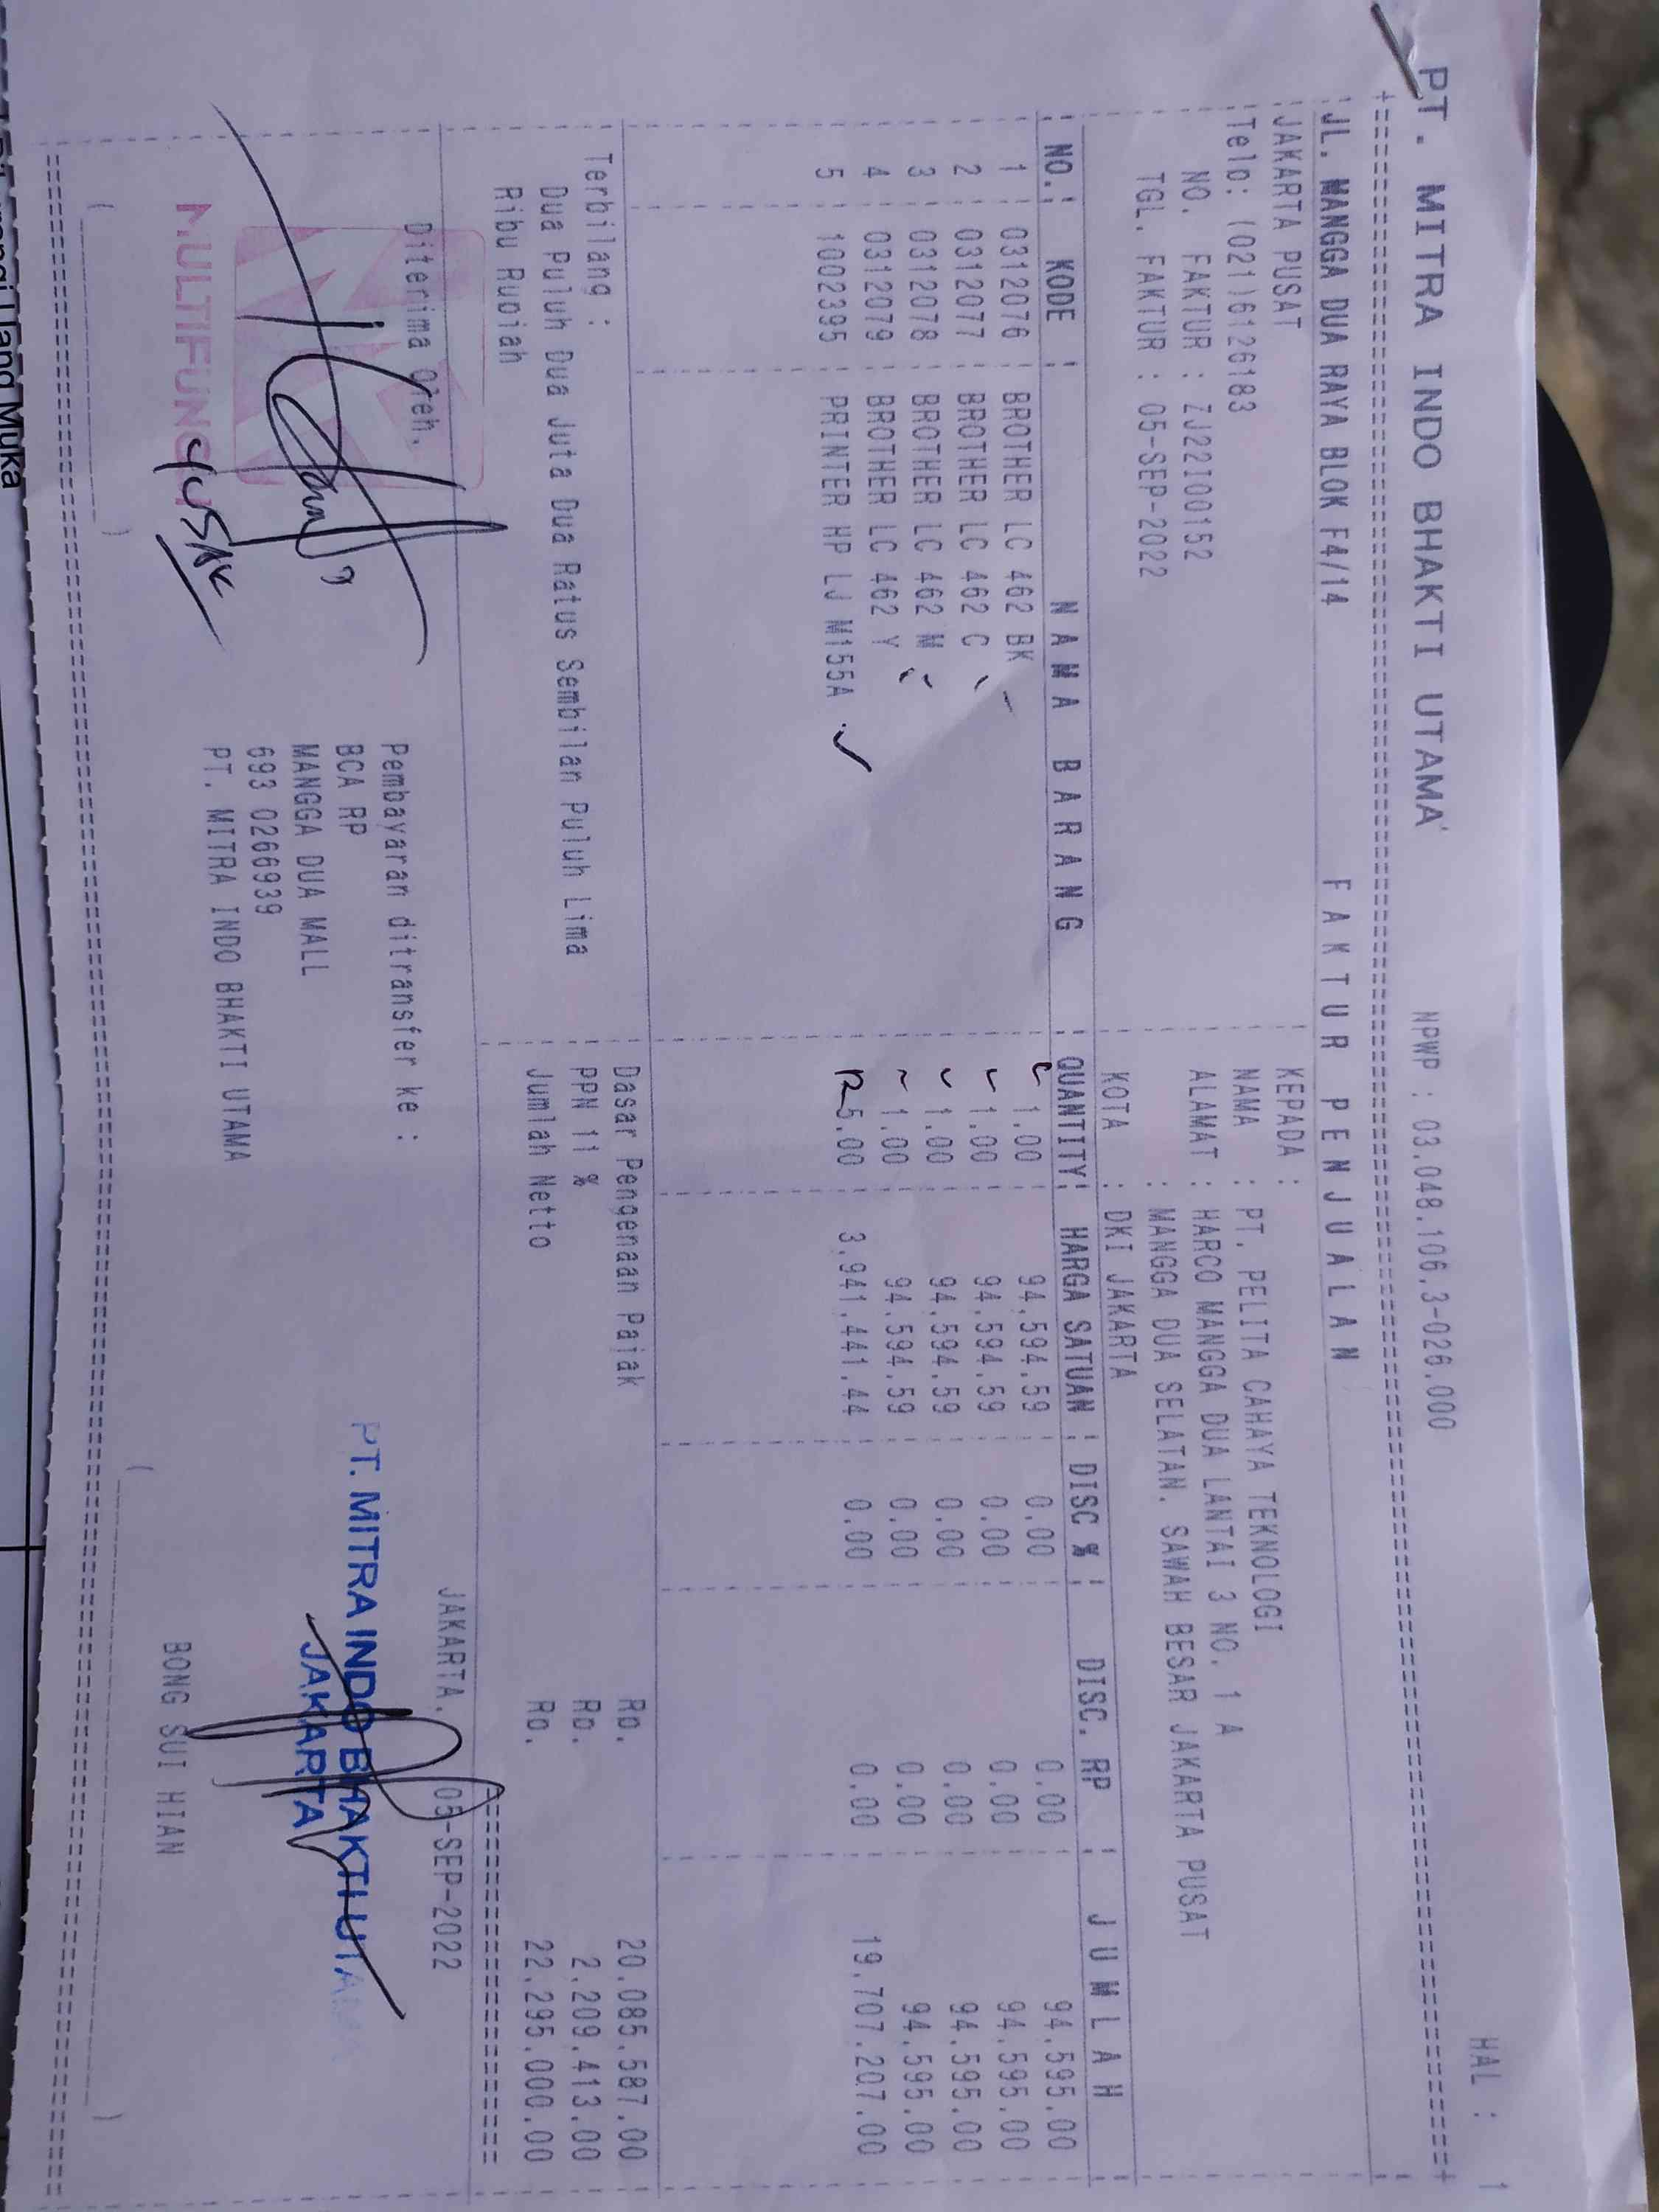 HAL : 1
PT. MITRA INDO BHAKTI UTAMA NPWP : 03.048.106.3-026.000
JL. MANGGA DUA RAYA BLOK F4/14 F A K T U R P E N J U A L A N
JAKARTA PUSAT KEPADA :
Telp: (021)6126183 NAMA : PT. PELITA CAHAYA TEKNOLOGI
NO. FAKTUR : ZJ22I00152 ALAMAT : HARCO MANGGA DUA LANTAI 3 NO. 1 A
TGL. FAKTUR : 05-SEP-2022 : MANGGA DUA SELATAN. SAWAH BESAR JAKARTA PUSAT
KOTA : DKI JAKARTA
NO. KODE N A M A B A R A N G QUANTITY HARGA SATUAN DISC % DISC. RP J U M L A H
1 0312076 BROTHER LC 462 BK 1.00 94.594.59 0.00 0.00 94.595.00
2 0312077 BROTHER LC 462 C 1.00 94.594.59 0.00 0.00 94.595.00
3 0312078 BROTHER LC 462 M 1.00 94.594.59 0.00 0.00 94.595.00
4 0312079 BROTHER LC 462 Y 1.00 94.594.59 0.00 0.00 94.595.00
5 1002395 PRINTER HP LJ M155A 5.00 3.941.441.44 0.00 0.00 19.707.207.00
Terbilang : Dasar Pengenaan Pajak Rp. 20.085.587.00
Dua Puluh Dua Juta Dua Ratus Sembilan Puluh Lima PPN 11 % Rp. 2.209.413.00
Ribu Rupiah Jumlah Netto Rp. 22.295.000.00
JAKARTA. 05-SEP-2022
Diterima Oleh. Pembayaran ditransfer ke :
BCA RP
MANGGA DUA MALL
693 0266939
PT. MITRA INDO BHAKTI UTAMA
PT. MITRA INDO BHAKTI UTAMA
JAKARTA
MULTIFUNGSI
BONG SUI HIAN
Uang Muka